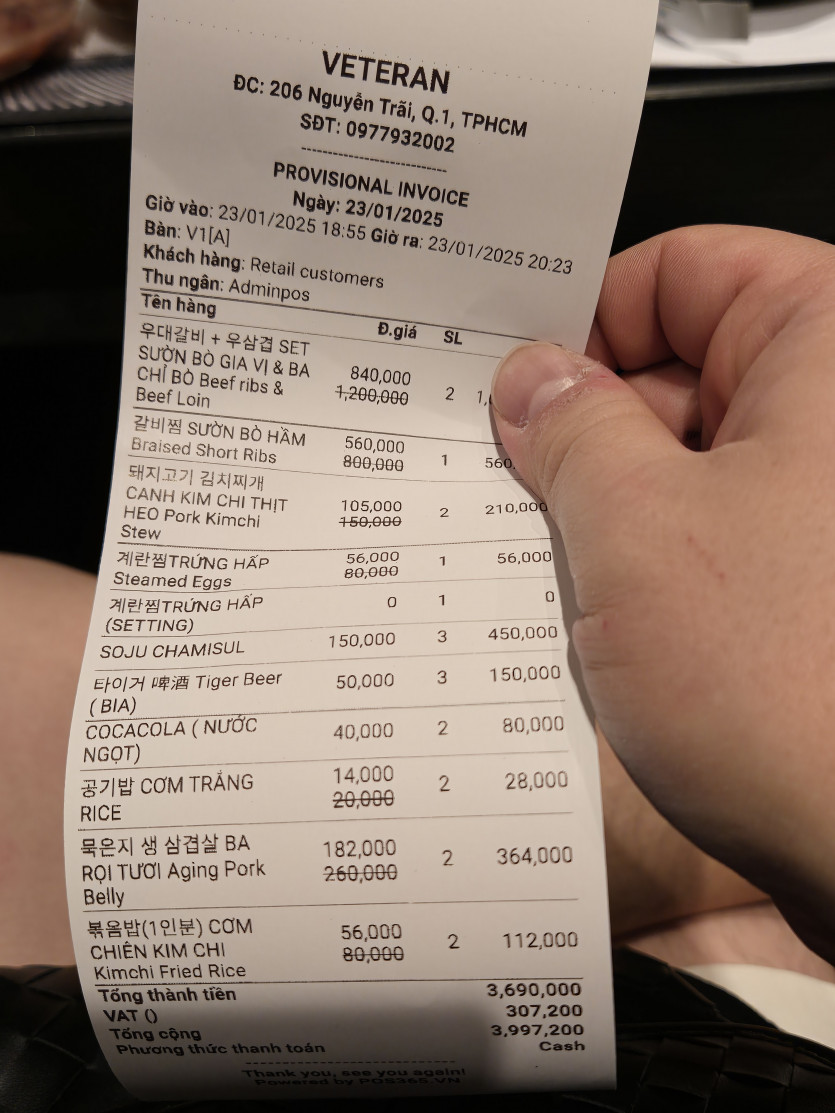 VETERAN
ĐC: 206 Nguyễn Trãi, Q.1, TPHCM
SĐT: 0977932002
PROVISIONAL INVOICE
Ngày: 23/01/2025
Giờ vào: 23/01/2025 18:55 Giờ ra: 23/01/2025 20:23
Bàn: V1[A]
Khách hàng: Retail customers
Thu ngân: Adminpos
Tên hàng Đ.giá SL
우대갈비 + 우삼겹 SET
SƯỜN BÒ GIA VỊ & BA 840,000
CHỈ BÒ Beef ribs & 1,200,000 2
Beef Loin
갈비찜 SƯỜN BÒ HẦM 560,000
Braised Short Ribs 800,000 1 560,
돼지고기 김치찌개
CANH KIM CHI THỊT 105,000
HEO Pork Kimchi 150,000 2 210,000
Stew
계란찜TRỨNG HẤP 56,000 1 56,000
Steamed Eggs 80,000
계란찜TRỨNG HẤP 0 1 0
(SETTING)
SOJU CHAMISUL 150,000 3 450,000
타이거 啤酒 Tiger Beer 50,000 3 150,000
( BIA)
COCACOLA ( NƯỚC 40,000 2 80,000
NGỌT)
공기밥 CƠM TRẮNG 14,000 2 28,000
RICE 20,000
묵은지 생 삼겹살 BA 182,000
RỌI TƯƠI Aging Pork 260,000 2 364,000
Belly
볶음밥(1인분) CƠM 56,000
CHIÊN KIM CHI 80,000 2 112,000
Kimchi Fried Rice
Tổng thành tiền 3,690,000
VAT () 307,200
Tổng cộng 3,997,200
Phương thức thanh toán Cash
Thank you, see you again!
Powered by POS365.VN